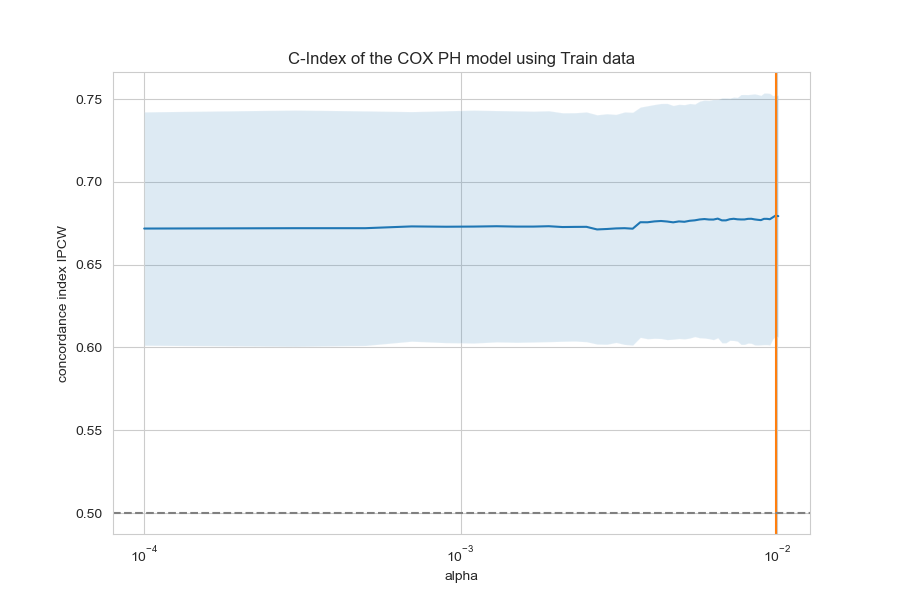 C-Index of the COX PH model using Train data
concordance index IPCW
0.75
0.70
0.65
0.60
0.55
0.50
10⁻⁴ 10⁻³ 10⁻²
alpha